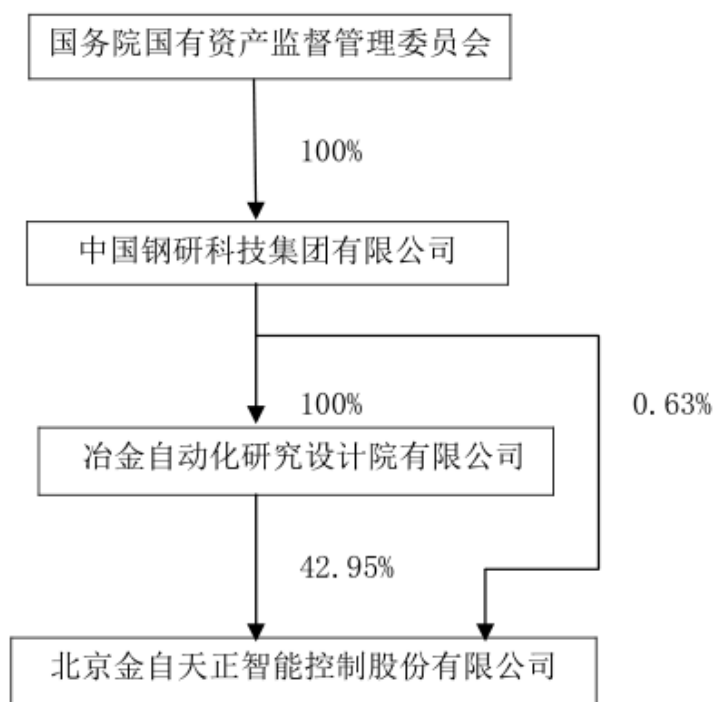 国务院国有资产监督管理委员会
100%
中国钢研科技集团有限公司
100%
0.63%
冶金自动化研究设计院有限公司
42.95%
北京金自天正智能控制股份有限公司